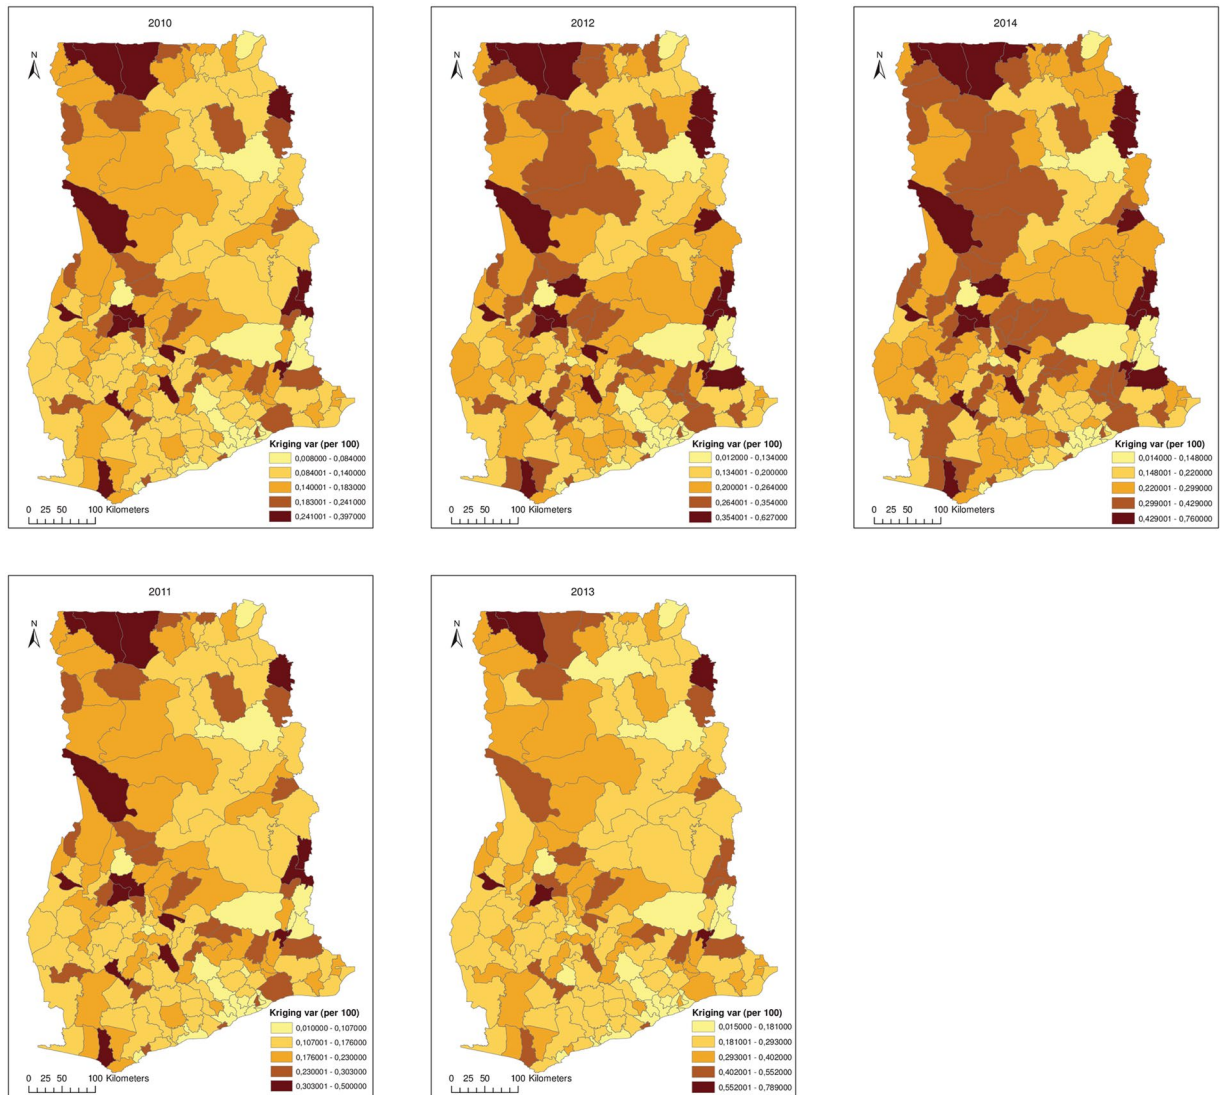 2010
N
Kriging var (per 100)
0,008000 - 0,084000
0,084001 - 0,140000
0,140001 - 0,183000
0,183001 - 0,241000
0,241001 - 0,397000
0 25 50 100 Kilometers
2012
N
Kriging var (per 100)
0,012000 - 0,134000
0,134001 - 0,200000
0,200001 - 0,264000
0,264001 - 0,354000
0,354001 - 0,627000
0 25 50 100 Kilometers
2014
N
Kriging var (per 100)
0,014000 - 0,148000
0,148001 - 0,220000
0,220001 - 0,299000
0,299001 - 0,429000
0,429001 - 0,760000
0 25 50 100 Kilometers
2011
N
Kriging var (per 100)
0,010000 - 0,107000
0,107001 - 0,176000
0,176001 - 0,230000
0,230001 - 0,303000
0,303001 - 0,500000
0 25 50 100 Kilometers
2013
N
Kriging var (per 100)
0,015000 - 0,181000
0,181001 - 0,293000
0,293001 - 0,402000
0,402001 - 0,552000
0,552001 - 0,789000
0 25 50 100 Kilometers